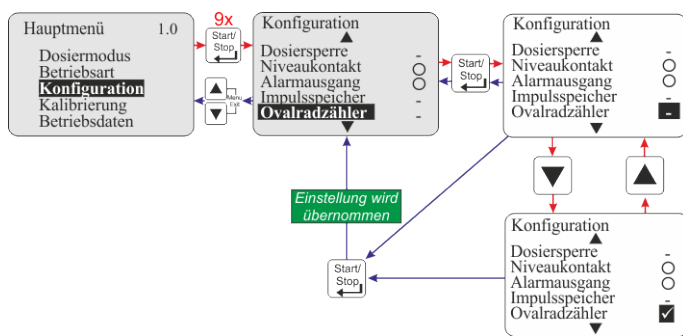 Hauptmenü 1.0
Dosiermodus
Betriebsart
Konfiguration
Kalibrierung
Betriebsdaten
9x
Start/
Stop
Menu
Exit
Konfiguration
Dosiersperre -
Niveaukontakt
Alarmausgang
Impulsspeicher -
Ovalradzähler -
Start/
Stop
Konfiguration
Dosiersperre -
Niveaukontakt
Alarmausgang
Impulsspeicher -
Ovalradzähler -
Einstellung wird
übernommen
Start/
Stop
Konfiguration
Dosiersperre -
Niveaukontakt
Alarmausgang
Impulsspeicher -
Ovalradzähler ✓